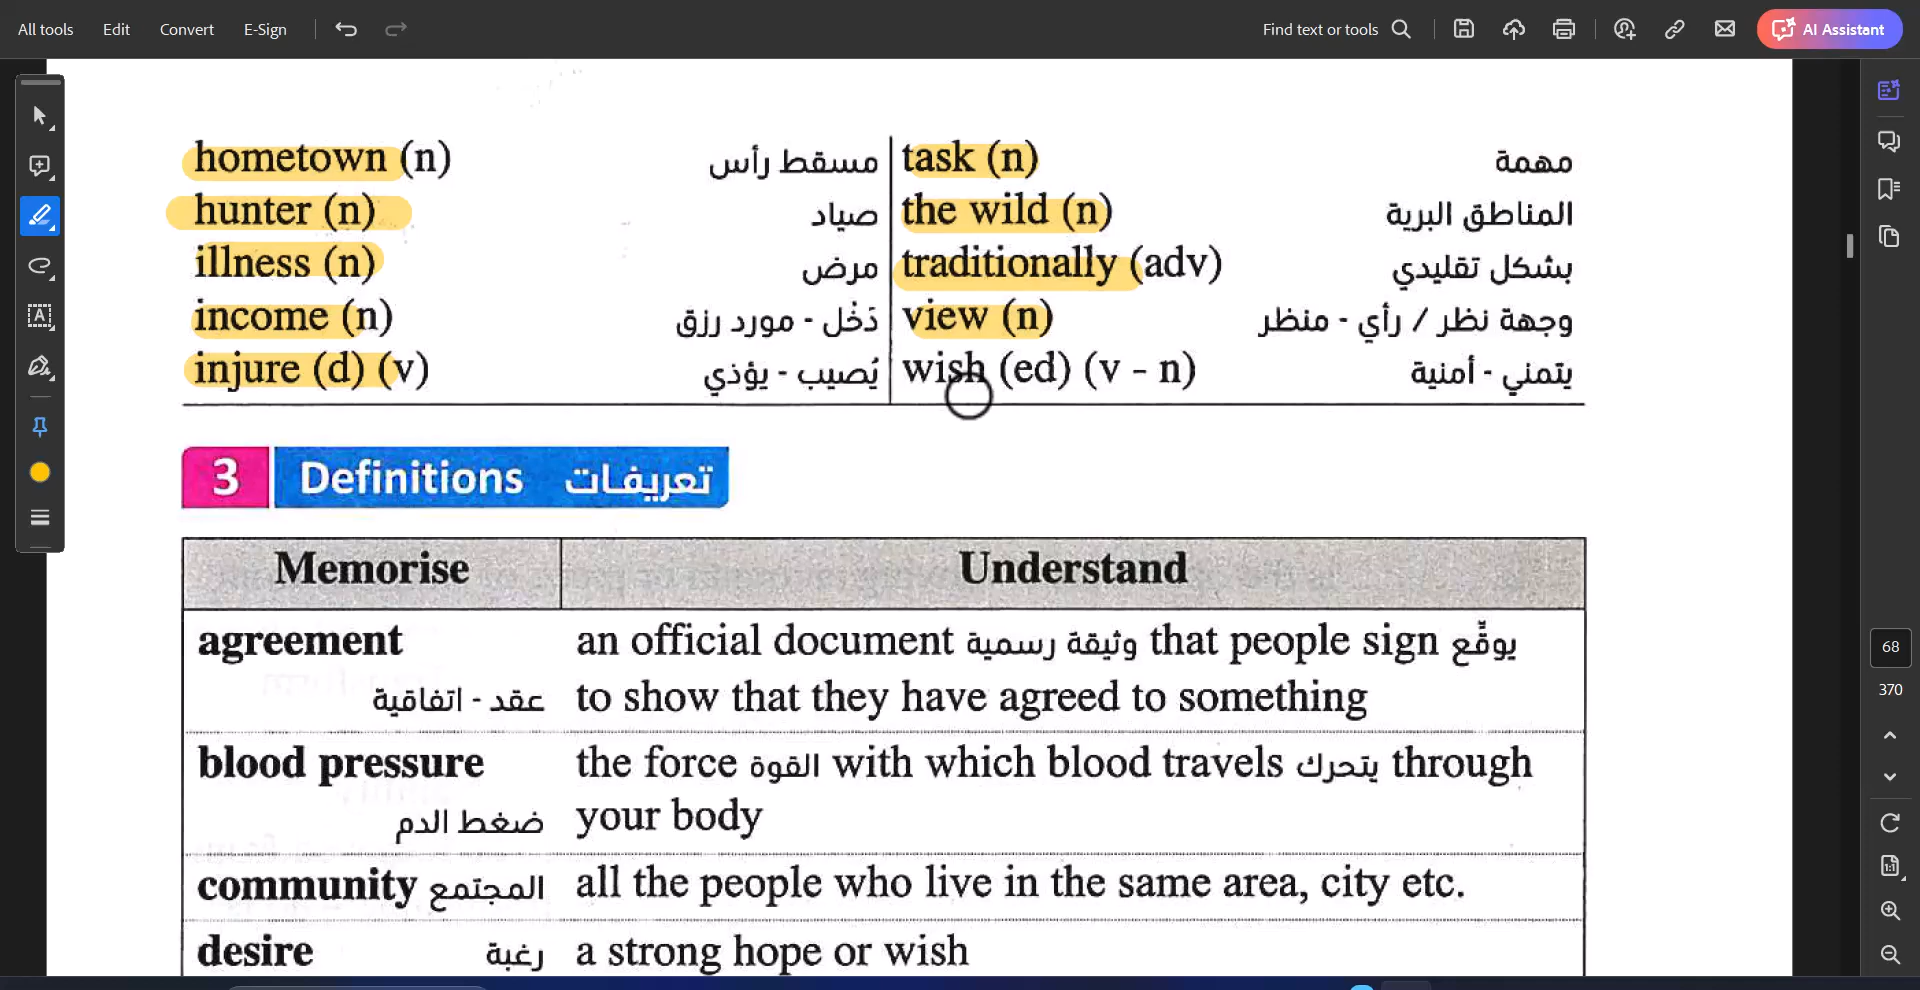 All tools Edit Convert E-Sign Find text or tools AI Assistant
hometown (n) مسقط رأس task (n) مهمة
hunter (n) صياد the wild (n) المناطق البرية
illness (n) مرض traditionally (adv) بشكل تقليدي
income (n) دَخْل - مورد رزق view (n) وجهة نظر / رأي - منظر
injure (d) (v) يُصيب - يؤذي wish (ed) (v - n) يتمني - أمنية
3 Definitions تعريفات
Memorise Understand
agreement an official document وثيقة رسمية that people sign يوقِّع
عقد - اتفاقية to show that they have agreed to something
blood pressure the force القوة with which blood travels يتحرك through
ضغط الدم your body
community المجتمع all the people who live in the same area, city etc.
desire رغبة a strong hope or wish
68
370